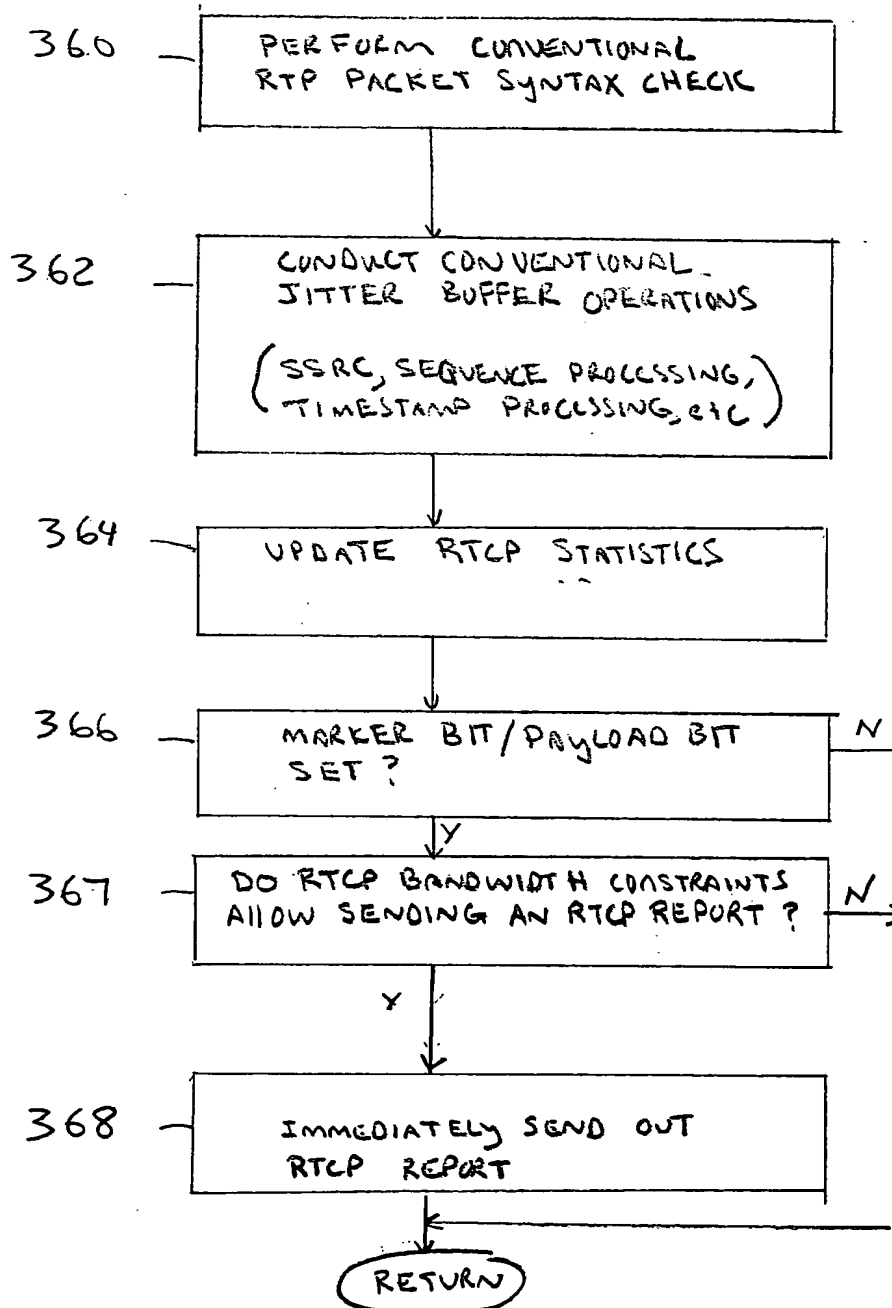 360
PERFORM CONVENTIONAL
RTP PACKET SYNTAX CHECK
362
CONDUCT CONVENTIONAL
JITTER BUFFER OPERATIONS
(SSRC, SEQUENCE PROCESSING,
TIMESTAMP PROCESSING, etc)
364
UPDATE RTCP STATISTICS
366
MARKER BIT/PAYLOAD BIT
SET?
N
Y
367
DO RTCP BANDWIDTH CONSTRAINTS
AllOW SENDING AN RTCP REPORT?
N
Y
368
IMMEDIATELY SEND OUT
RTCP REPORT
RETURN